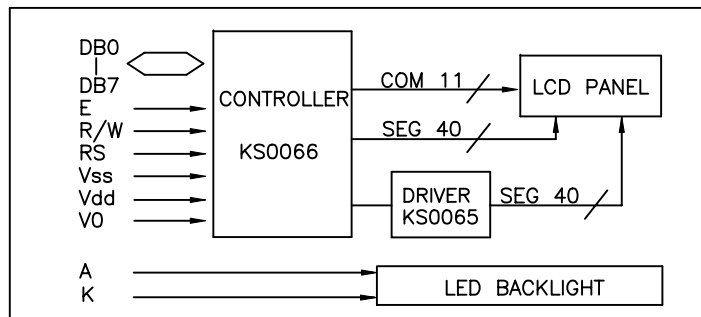 DB0
DB7
E
R/W
RS
Vss
Vdd
V0
CONTROLLER
KS0066
COM 11
SEG 40
LCD PANEL
DRIVER
KS0065
SEG 40
A
K
LED BACKLIGHT